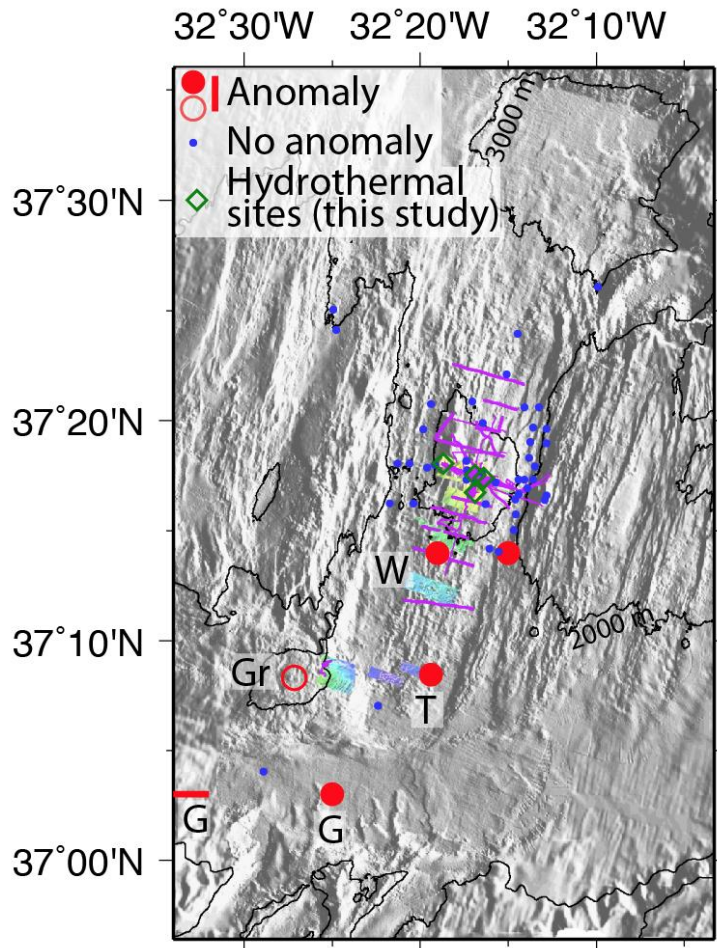 32˚30'W 32˚20'W 32˚10'W
Anomaly
No anomaly
Hydrothermal
sites (this study)
3000 m
37˚30'N
37˚20'N
W
37˚10'N
2000 m
Gr
T
G
G
37˚00'N